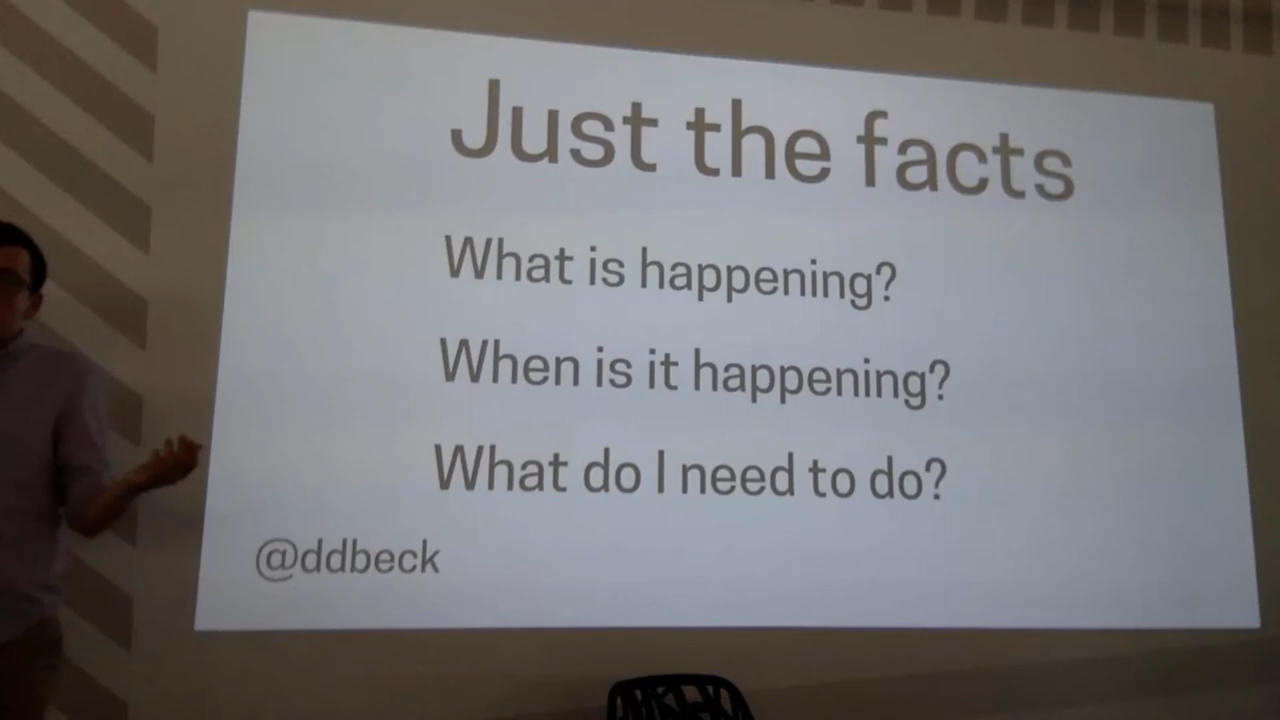 Just the facts
What is happening?
When is it happening?
What do I need to do?
@ddbeck